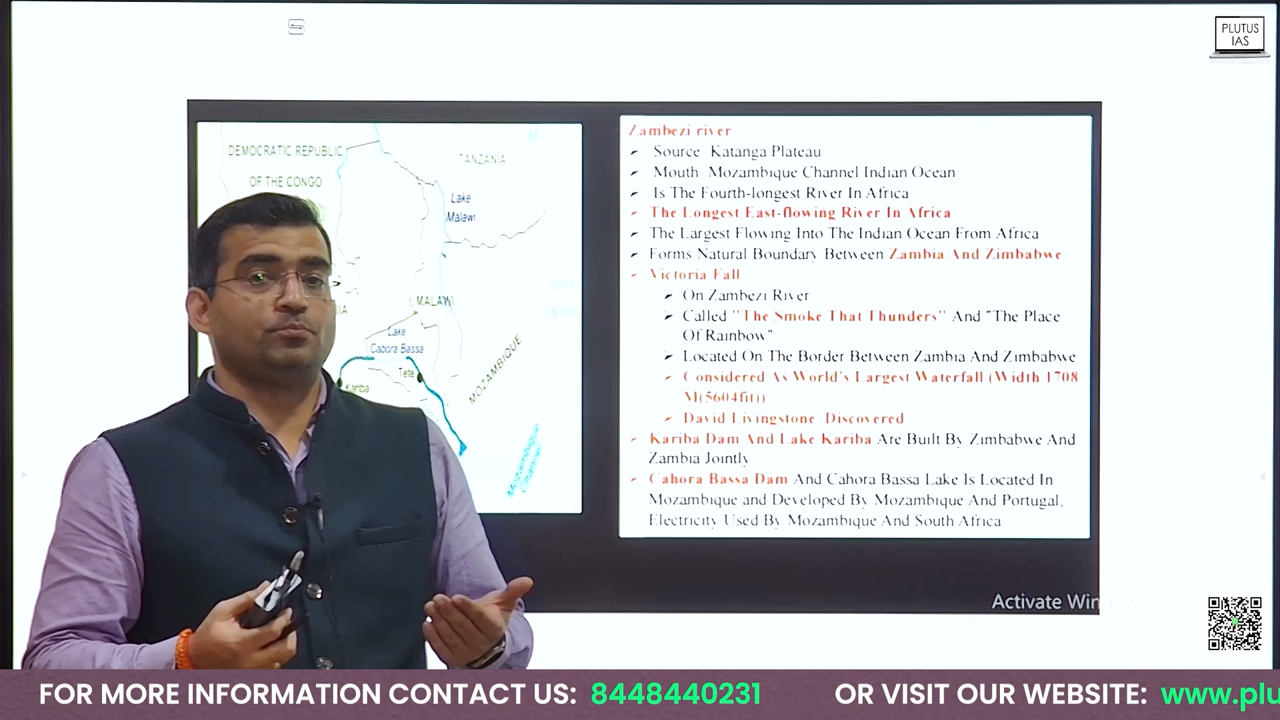 PLUTUS
IAS
DEMOCRATIC REPUBLIC
OF THE CONGO
TANZANIA
Lake
Malawi
MALAWI
Lake
Cabora Bassa
Tete
Kariba
MOZAMBIQUE
Mozambique
Channel
Zambezi river
Source Katanga Plateau
Mouth Mozambique Channel Indian Ocean
Is The Fourth-longest River In Africa
The Longest East-flowing River In Africa
The Largest Flowing Into The Indian Ocean From Africa
Forms Natural Boundary Between Zambia And Zimbabwe
Victoria Fall
On Zambezi River
Called "The Smoke That Thunders" And "The Place
Of Rainbow"
Located On The Border Between Zambia And Zimbabwe
Considered As World's Largest Waterfall (Width 1708
M(5604fit))
David Livingstone Discovered
Kariba Dam And Lake Kariba Are Built By Zimbabwe And
Zambia Jointly
Cahora Bassa Dam And Cahora Bassa Lake Is Located In
Mozambique and Developed By Mozambique And Portugal,
Electricity Used By Mozambique And South Africa
Activate Win
FOR MORE INFORMATION CONTACT US: 8448440231 OR VISIT OUR WEBSITE: www.plu